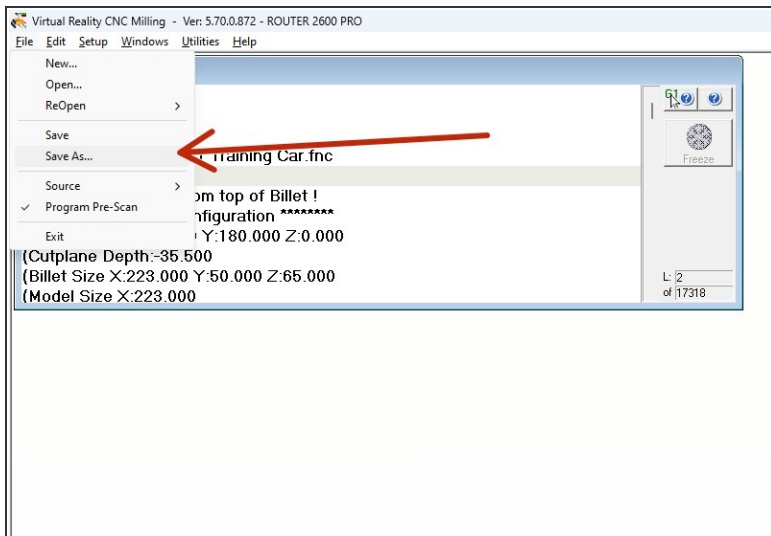 Virtual Reality CNC Milling - Ver: 5.70.0.872 - ROUTER 2600 PRO
File Edit Setup Windows Utilities Help
New...
Open...
ReOpen
Save
Save As...
Source
Program Pre-Scan
Exit
Training Car.fnc
om top of Billet !
nfiguration ********
Y:180.000 Z:0.000
(Cutplane Depth:-35.500
(Billet Size X:223.000 Y:50.000 Z:65.000
(Model Size X:223.000
G1
Freeze
L: 2
of 17318